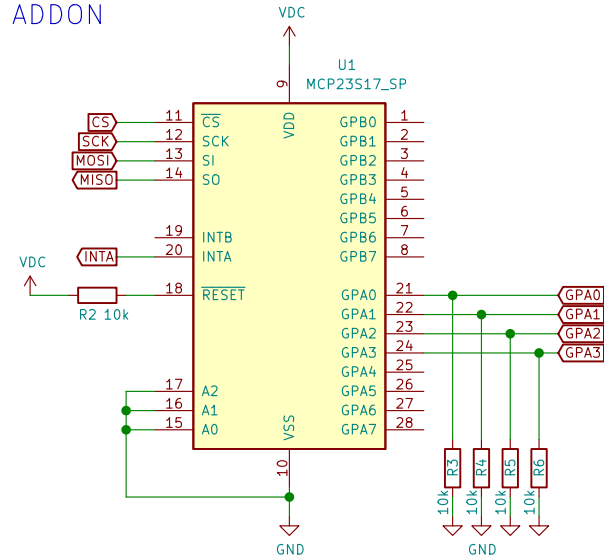 ADDON
VDC
U1
MCP23S17_SP
9
VDD
CS 11 CS GPB0 1
SCK 12 SCK GPB1 2
MOSI 13 SI GPB2 3
MISO 14 SO GPB3 4
GPB4 5
GPB5 6
19 INTB GPB6 7
INTA 20 INTA GPB7 8
VDC
18 RESET GPA0 21 GPA0
R2 10k
GPA1 22 GPA1
GPA2 23 GPA2
GPA3 24 GPA3
GPA4 25
17 A2 GPA5 26
16 A1 GPA6 27
15 A0 GPA7 28
VSS
10
R3 R4 R5 R6
10k 10k 10k 10k
GND GND